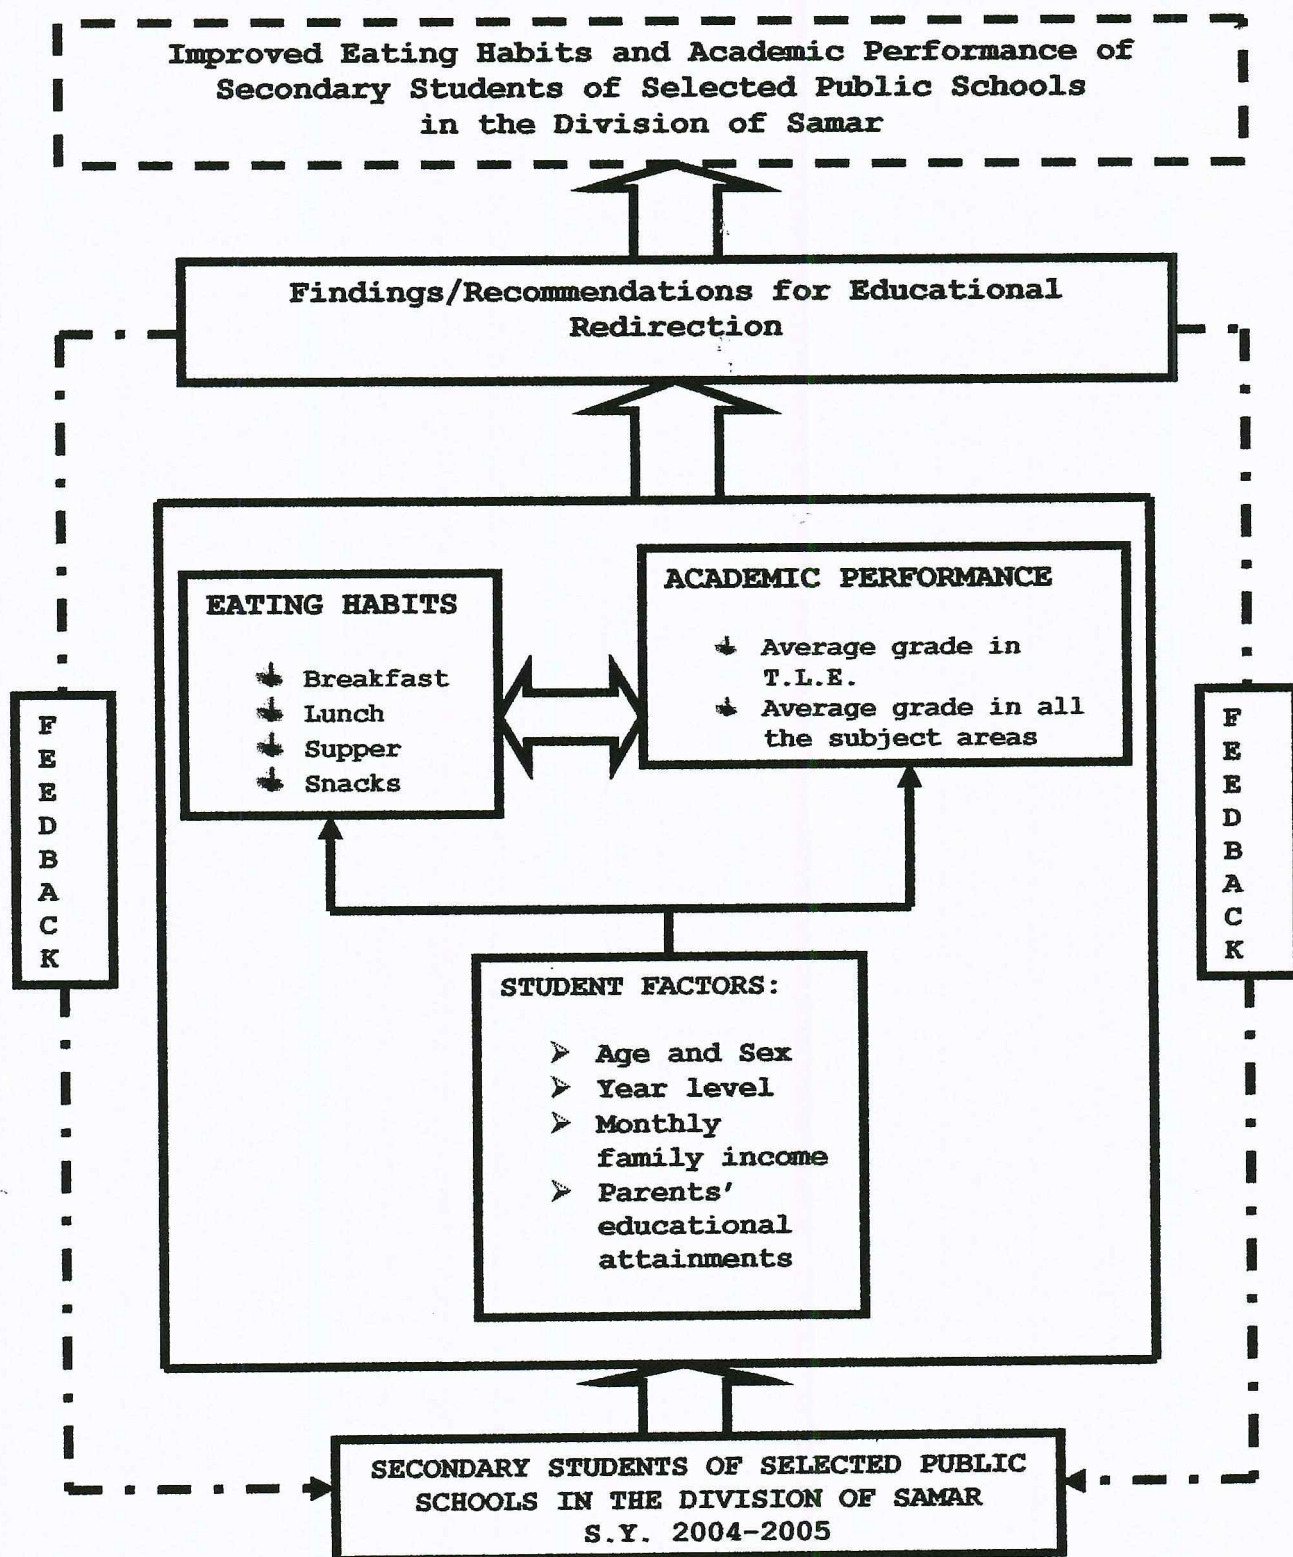 Improved Eating Habits and Academic Performance of
Secondary Students of Selected Public Schools
in the Division of Samar
Findings/Recommendations for Educational
Redirection
EATING HABITS
Breakfast
Lunch
Supper
Snacks
ACADEMIC PERFORMANCE
Average grade in
T.L.E.
Average grade in all
the subject areas
F
E
E
D
B
A
C
K
F
E
E
D
B
A
C
K
STUDENT FACTORS:
Age and Sex
Year level
Monthly
family income
Parents'
educational
attainments
SECONDARY STUDENTS OF SELECTED PUBLIC
SCHOOLS IN THE DIVISION OF SAMAR
S.Y. 2004-2005